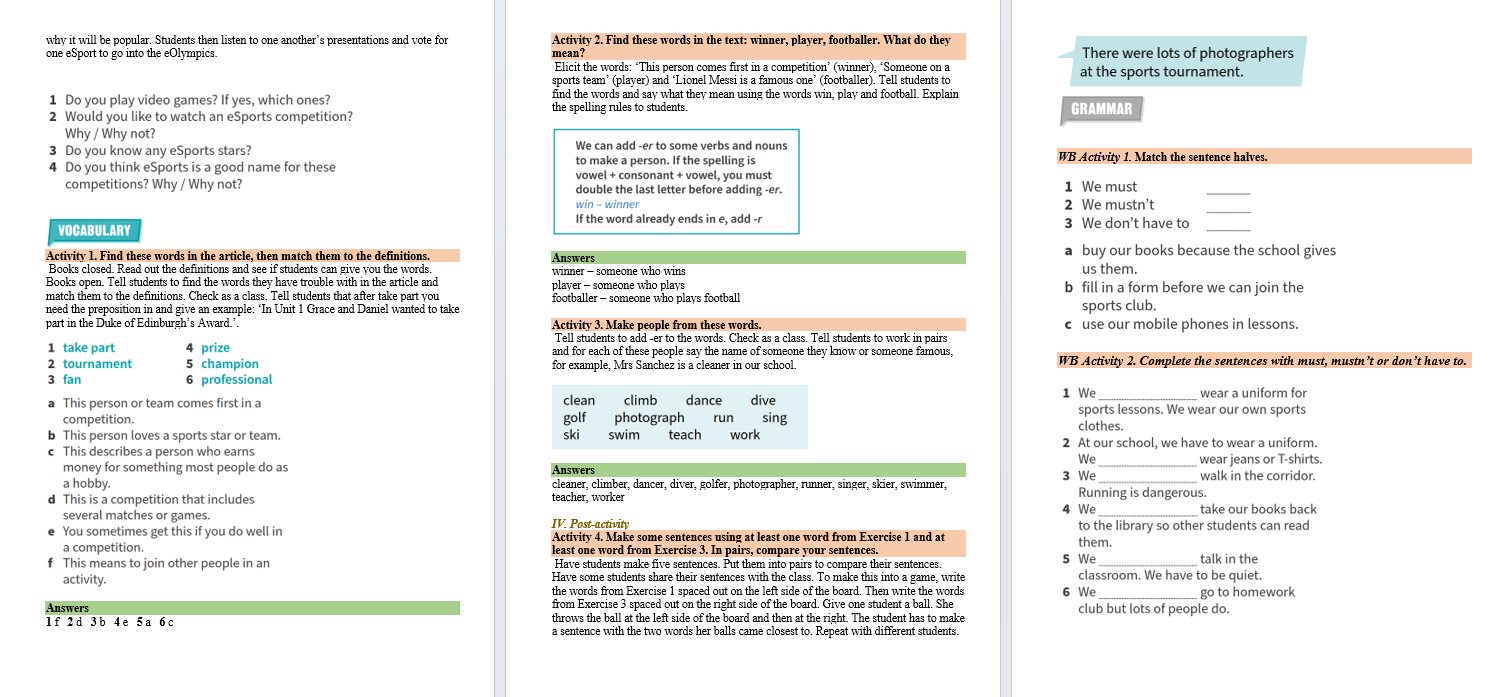 why it will be popular. Students then listen to one another's presentations and vote for
one eSport to go into the eOlympics.
1 Do you play video games? If yes, which ones?
2 Would you like to watch an eSports competition?
Why / Why not?
3 Do you know any eSports stars?
4 Do you think eSports is a good name for these
competitions? Why / Why not?
VOCABULARY
Activity 1. Find these words in the article, then match them to the definitions.
Books closed. Read out the definitions and see if students can give you the words.
Books open. Tell students to find the words they have trouble with in the article and
match them to the definitions. Check as a class. Tell students that after take part you
need the preposition in and give an example: 'In Unit 1 Grace and Daniel wanted to take
part in the Duke of Edinburgh's Award.'.
1 take part 4 prize
2 tournament 5 champion
3 fan 6 professional
a This person or team comes first in a
competition.
b This person loves a sports star or team.
c This describes a person who earns
money for something most people do as
a hobby.
d This is a competition that includes
several matches or games.
e You sometimes get this if you do well in
a competition.
f This means to join other people in an
activity.
Answers
1 f 2 d 3 b 4 e 5 a 6 c
Activity 2. Find these words in the text: winner, player, footballer. What do they
mean?
Elicit the words: 'This person comes first in a competition' (winner), 'Someone on a
sports team' (player) and 'Lionel Messi is a famous one' (footballer). Tell students to
find the words and say what they mean using the words win, play and football. Explain
the spelling rules to students.
We can add -er to some verbs and nouns
to make a person. If the spelling is
vowel + consonant + vowel, you must
double the last letter before adding -er.
win – winner
If the word already ends in e, add -r
Answers
winner – someone who wins
player – someone who plays
footballer – someone who plays football
Activity 3. Make people from these words.
Tell students to add -er to the words. Check as a class. Tell students to work in pairs
and for each of these people say the name of someone they know or someone famous,
for example, Mrs Sanchez is a cleaner in our school.
clean climb dance dive
golf photograph run sing
ski swim teach work
Answers
cleaner, climber, dancer, diver, golfer, photographer, runner, singer, skier, swimmer,
teacher, worker
IV. Post-activity
Activity 4. Make some sentences using at least one word from Exercise 1 and at
least one word from Exercise 3. In pairs, compare your sentences.
Have students make five sentences. Put them into pairs to compare their sentences.
Have some students share their sentences with the class. To make this into a game, write
the words from Exercise 1 spaced out on the left side of the board. Then write the words
from Exercise 3 spaced out on the right side of the board. Give one student a ball. She
throws the ball at the left side of the board and then at the right. The student has to make
a sentence with the two words her balls came closest to. Repeat with different students.
There were lots of photographers
at the sports tournament.
GRAMMAR
WB Activity 1. Match the sentence halves.
1 We must ______
2 We mustn't ______
3 We don't have to ______
a buy our books because the school gives
us them.
b fill in a form before we can join the
sports club.
c use our mobile phones in lessons.
WB Activity 2. Complete the sentences with must, mustn't or don't have to.
1 We ______ wear a uniform for
sports lessons. We wear our own sports
clothes.
2 At our school, we have to wear a uniform.
We ______ wear jeans or T-shirts.
3 We ______ walk in the corridor.
Running is dangerous.
4 We ______ take our books back
to the library so other students can read
them.
5 We ______ talk in the
classroom. We have to be quiet.
6 We ______ go to homework
club but lots of people do.